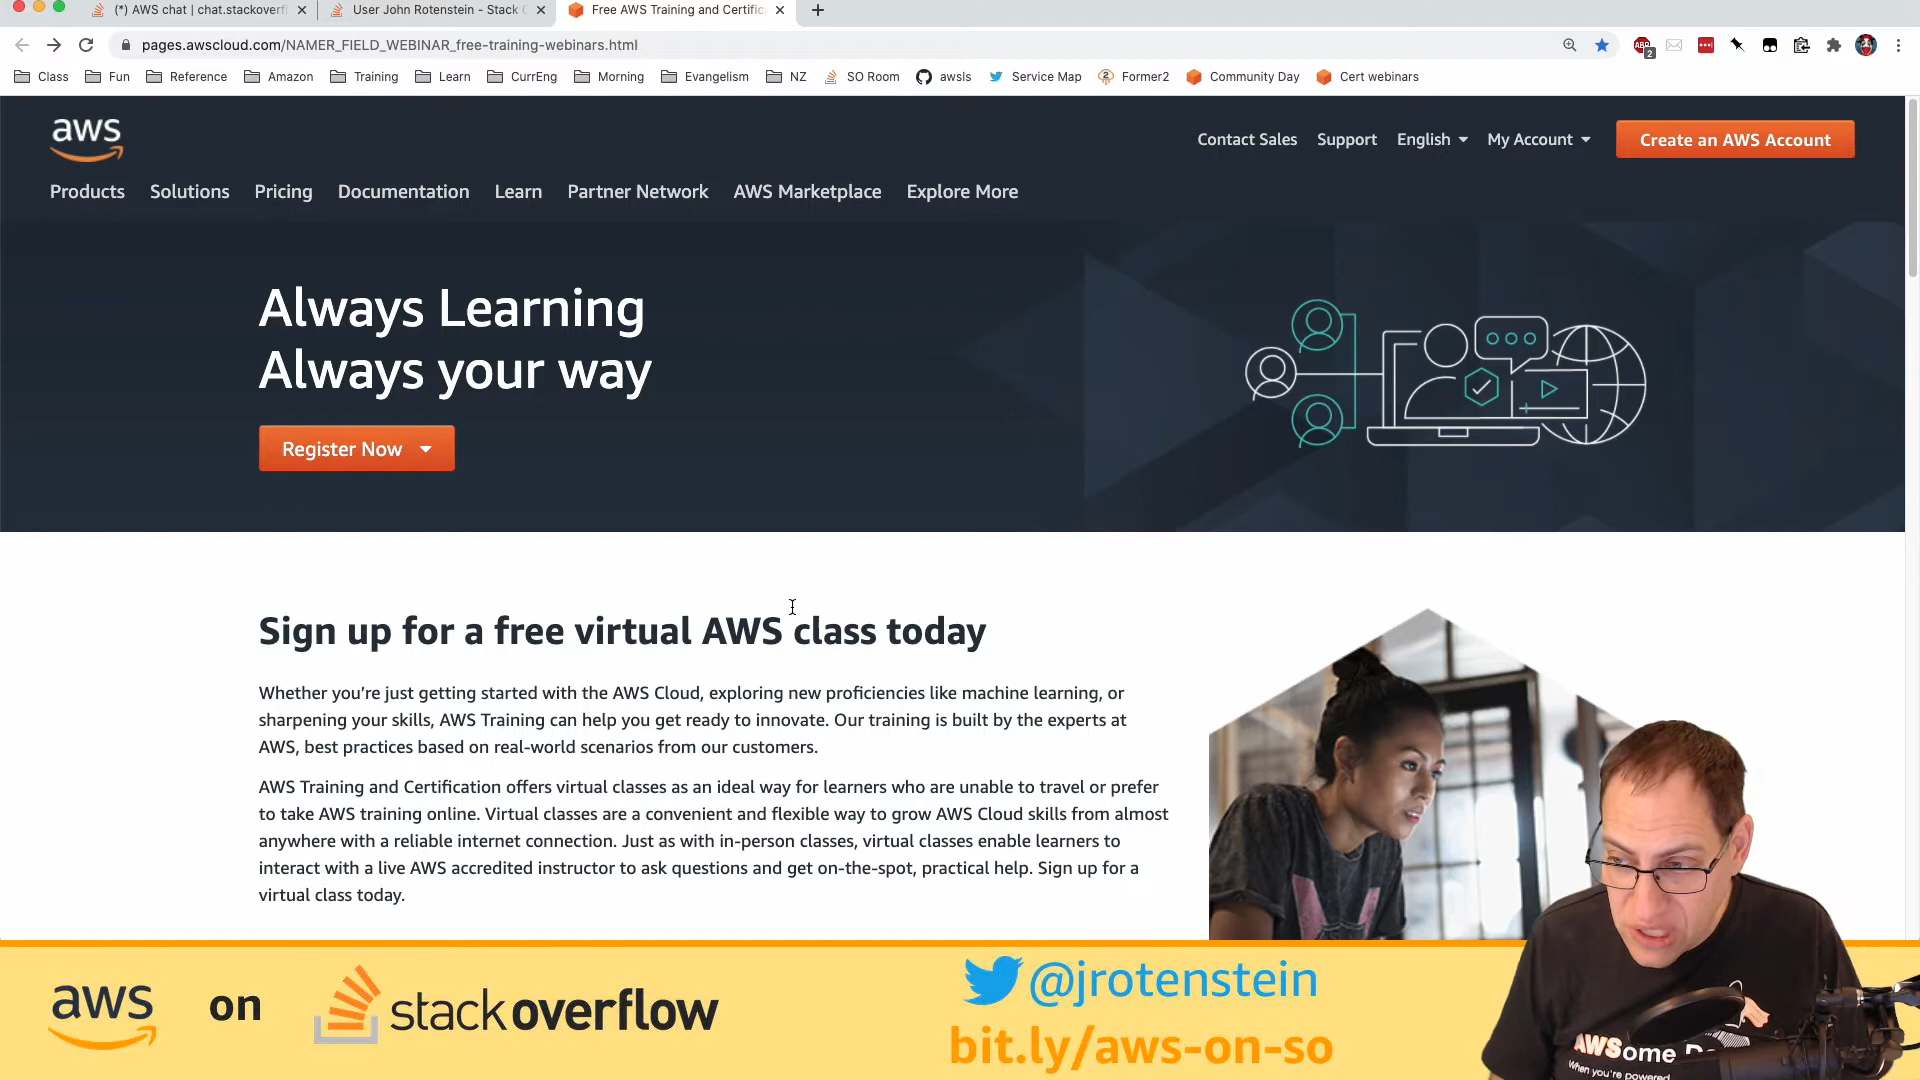 (*) AWS chat | chat.stackoverfl
User John Rotenstein - Stack O
Free AWS Training and Certifica
pages.awscloud.com/NAMER_FIELD_WEBINAR_free-training-webinars.html
ABP
2
Class
Fun
Reference
Amazon
Training
Learn
CurrEng
Morning
Evangelism
NZ
SO Room
awsls
Service Map
2
Former2
Community Day
Cert webinars
aws
Contact Sales
Support
English
My Account
Create an AWS Account
Products
Solutions
Pricing
Documentation
Learn
Partner Network
AWS Marketplace
Explore More
Always Learning
Always your way
Register Now
Sign up for a free virtual AWS class today
Whether you’re just getting started with the AWS Cloud, exploring new proficiencies like machine learning, or
sharpening your skills, AWS Training can help you get ready to innovate. Our training is built by the experts at
AWS, best practices based on real-world scenarios from our customers.
AWS Training and Certification offers virtual classes as an ideal way for learners who are unable to travel or prefer
to take AWS training online. Virtual classes are a convenient and flexible way to grow AWS Cloud skills from almost
anywhere with a reliable internet connection. Just as with in-person classes, virtual classes enable learners to
interact with a live AWS accredited instructor to ask questions and get on-the-spot, practical help. Sign up for a
virtual class today.
aws on stackoverflow
@jrotenstein
bit.ly/aws-on-so
AWSome D
When you're powered